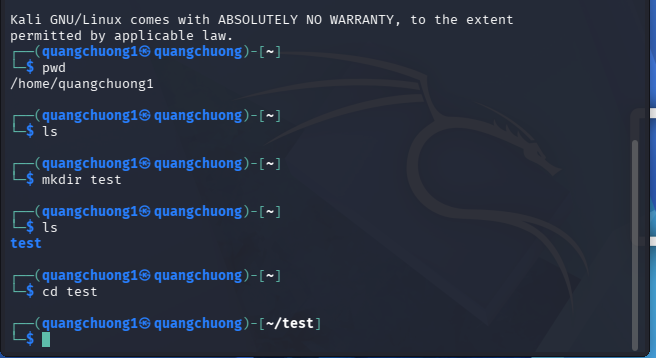 Kali GNU/Linux comes with ABSOLUTELY NO WARRANTY, to the extent
permitted by applicable law.
┌──(quangchuong1㉿quangchuong)-[~]
└─$ pwd
/home/quangchuong1
┌──(quangchuong1㉿quangchuong)-[~]
└─$ ls
┌──(quangchuong1㉿quangchuong)-[~]
└─$ mkdir test
┌──(quangchuong1㉿quangchuong)-[~]
└─$ ls
test
┌──(quangchuong1㉿quangchuong)-[~]
└─$ cd test
┌──(quangchuong1㉿quangchuong)-[~/test]
└─$